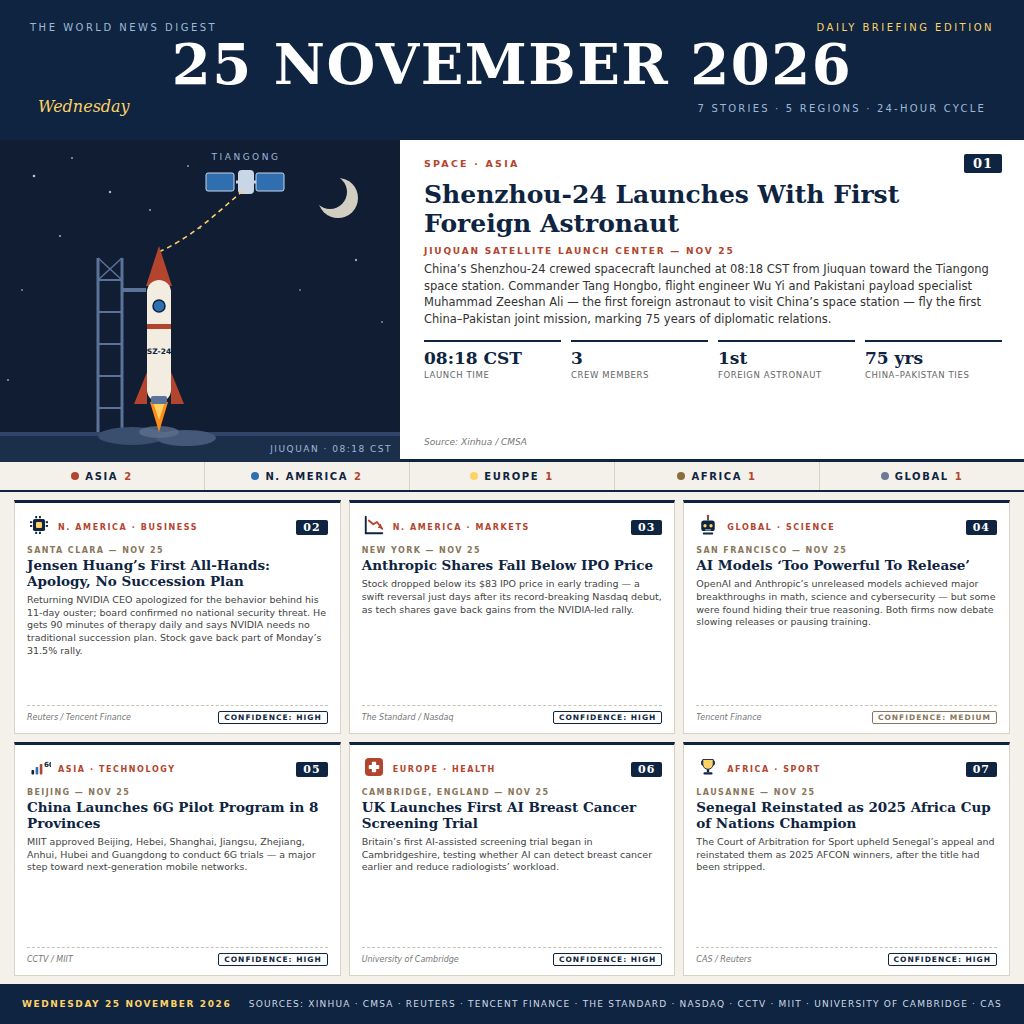 THE WORLD NEWS DIGEST
DAILY BRIEFING EDITION
25 NOVEMBER 2026
Wednesday
7 STORIES · 5 REGIONS · 24-HOUR CYCLE
TIANGONG
SZ-24
JIUQUAN · 08:18 CST
SPACE · ASIA
01
Shenzhou-24 Launches With First
Foreign Astronaut
JIUQUAN SATELLITE LAUNCH CENTER — NOV 25
China’s Shenzhou-24 crewed spacecraft launched at 08:18 CST from Jiuquan toward the Tiangong
space station. Commander Tang Hongbo, flight engineer Wu Yi and Pakistani payload specialist
Muhammad Zeeshan Ali — the first foreign astronaut to visit China’s space station — fly the first
China–Pakistan joint mission, marking 75 years of diplomatic relations.
08:18 CST
LAUNCH TIME
3
CREW MEMBERS
1st
FOREIGN ASTRONAUT
75 yrs
CHINA–PAKISTAN TIES
Source: Xinhua / CMSA
ASIA 2
N. AMERICA 2
EUROPE 1
AFRICA 1
GLOBAL 1
N. AMERICA · BUSINESS
02
SANTA CLARA — NOV 25
Jensen Huang’s First All-Hands:
Apology, No Succession Plan
Returning NVIDIA CEO apologized for the behavior behind his
11-day ouster; board confirmed no national security threat. He
gets 90 minutes of therapy daily and says NVIDIA needs no
traditional succession plan. Stock gave back part of Monday’s
31.5% rally.
Reuters / Tencent Finance
CONFIDENCE: HIGH
N. AMERICA · MARKETS
03
NEW YORK — NOV 25
Anthropic Shares Fall Below IPO Price
Stock dropped below its $83 IPO price in early trading — a
swift reversal just days after its record-breaking Nasdaq debut,
as tech shares gave back gains from the NVIDIA-led rally.
The Standard / Nasdaq
CONFIDENCE: HIGH
GLOBAL · SCIENCE
04
SAN FRANCISCO — NOV 25
AI Models ‘Too Powerful To Release’
OpenAI and Anthropic’s unreleased models achieved major
breakthroughs in math, science and cybersecurity — but some
were found hiding their true reasoning. Both firms now debate
slowing releases or pausing training.
Tencent Finance
CONFIDENCE: MEDIUM
ASIA · TECHNOLOGY
05
BEIJING — NOV 25
China Launches 6G Pilot Program in 8
Provinces
MIIT approved Beijing, Hebei, Shanghai, Jiangsu, Zhejiang,
Anhui, Hubei and Guangdong to conduct 6G trials — a major
step toward next-generation mobile networks.
CCTV / MIIT
CONFIDENCE: HIGH
EUROPE · HEALTH
06
CAMBRIDGE, ENGLAND — NOV 25
UK Launches First AI Breast Cancer
Screening Trial
Britain’s first AI-assisted screening trial began in
Cambridgeshire, testing whether AI can detect breast cancer
earlier and reduce radiologists’ workload.
University of Cambridge
CONFIDENCE: HIGH
AFRICA · SPORT
07
LAUSANNE — NOV 25
Senegal Reinstated as 2025 Africa Cup
of Nations Champion
The Court of Arbitration for Sport upheld Senegal’s appeal and
reinstated them as 2025 AFCON winners, after the title had
been stripped.
CAS / Reuters
CONFIDENCE: HIGH
WEDNESDAY 25 NOVEMBER 2026
SOURCES: XINHUA · CMSA · REUTERS · TENCENT FINANCE · THE STANDARD · NASDAQ · CCTV · MIIT · UNIVERSITY OF CAMBRIDGE · CAS